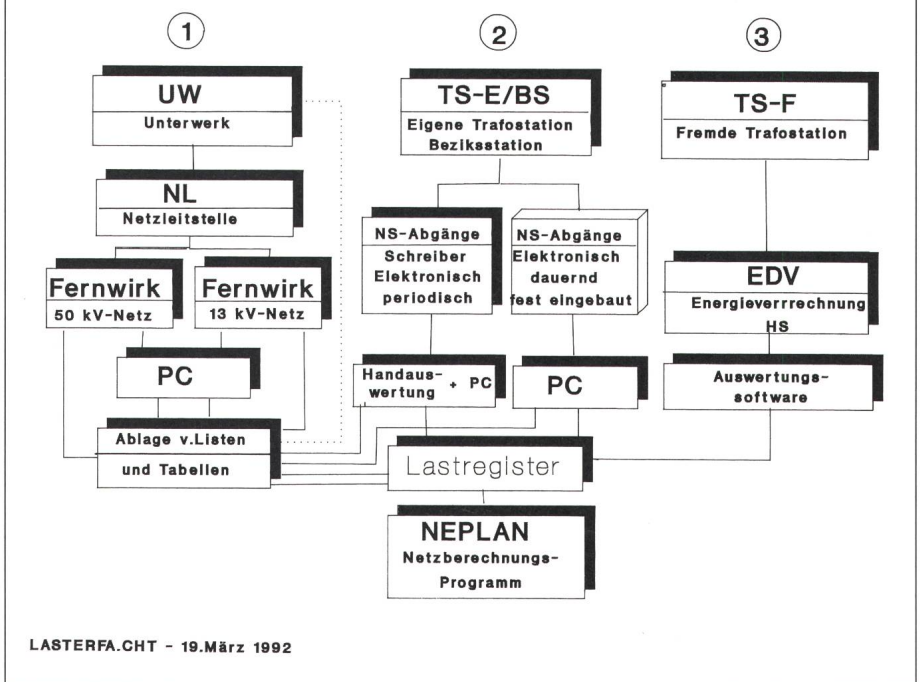 1
UW
Unterwerk
NL
Netzleitstelle
Fernwirk
50 kV-Netz
Fernwirk
13 kV-Netz
PC
Ablage v.Listen
und Tabellen
2
TS-E/BS
Eigene Trafostation
Beziksstation
NS-Abgänge
Schreiber
Elektronisch
periodisch
NS-Abgänge
Elektronisch
dauernd
fest eingebaut
Handaus-
wertung + PC
PC
Lastregister
NEPLAN
Netzberechnungs-
Programm
3
TS-F
Fremde Trafostation
EDV
Energieverrrechnung
HS
Auswertungs-
software
LASTERFA.CHT - 19.März 1992